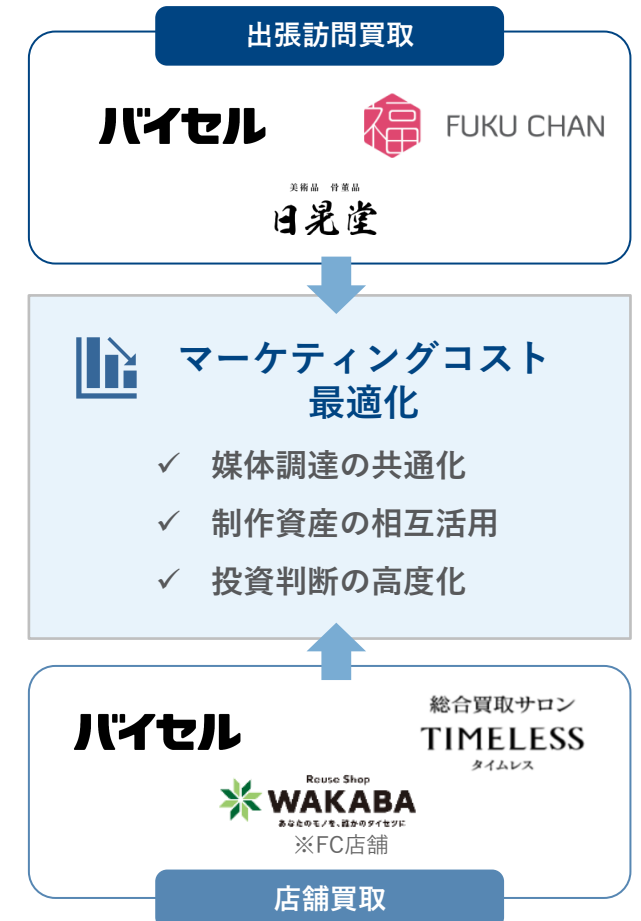 出張訪問買取
バイセル
福 FUKU CHAN
美術品 骨董品
日晃堂
マーケティングコスト
最適化
✓ 媒体調達の共通化
✓ 制作資産の相互活用
✓ 投資判断の高度化
バイセル
総合買取サロン
TIMELESS
タイムレス
Reuse Shop
WAKABA
あなたのモノを、誰かのタイセツに
※FC店舗
店舗買取